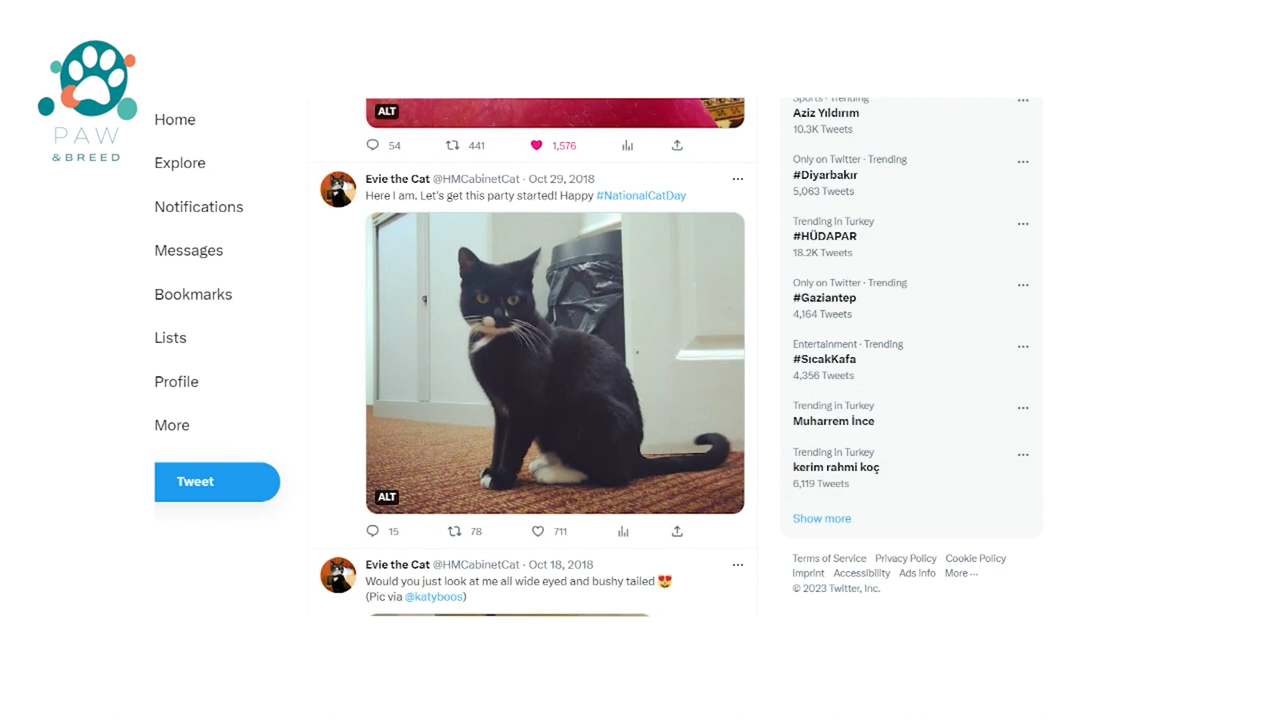 PAW
& BREED
Home
Explore
Notifications
Messages
Bookmarks
Lists
Profile
More
Tweet
ALT
54 441 1,576
Evie the Cat @HMCabinetCat · Oct 29, 2018
Here I am. Let's get this party started! Happy #NationalCatDay
ALT
15 78 711
Evie the Cat @HMCabinetCat · Oct 18, 2018
Would you just look at me all wide eyed and bushy tailed 😻
(Pic via @katyboos)
Sports · Trending
Aziz Yıldırım
10.3K Tweets
Only on Twitter · Trending
#Diyarbakır
5,063 Tweets
Trending in Turkey
#HÜDAPAR
18.2K Tweets
Only on Twitter · Trending
#Gaziantep
4,164 Tweets
Entertainment · Trending
#SıcakKafa
4,356 Tweets
Trending in Turkey
Muharrem İnce
Trending in Turkey
kerim rahmi koç
6,119 Tweets
Show more
Terms of Service Privacy Policy Cookie Policy
Imprint Accessibility Ads info More ···
© 2023 Twitter, Inc.